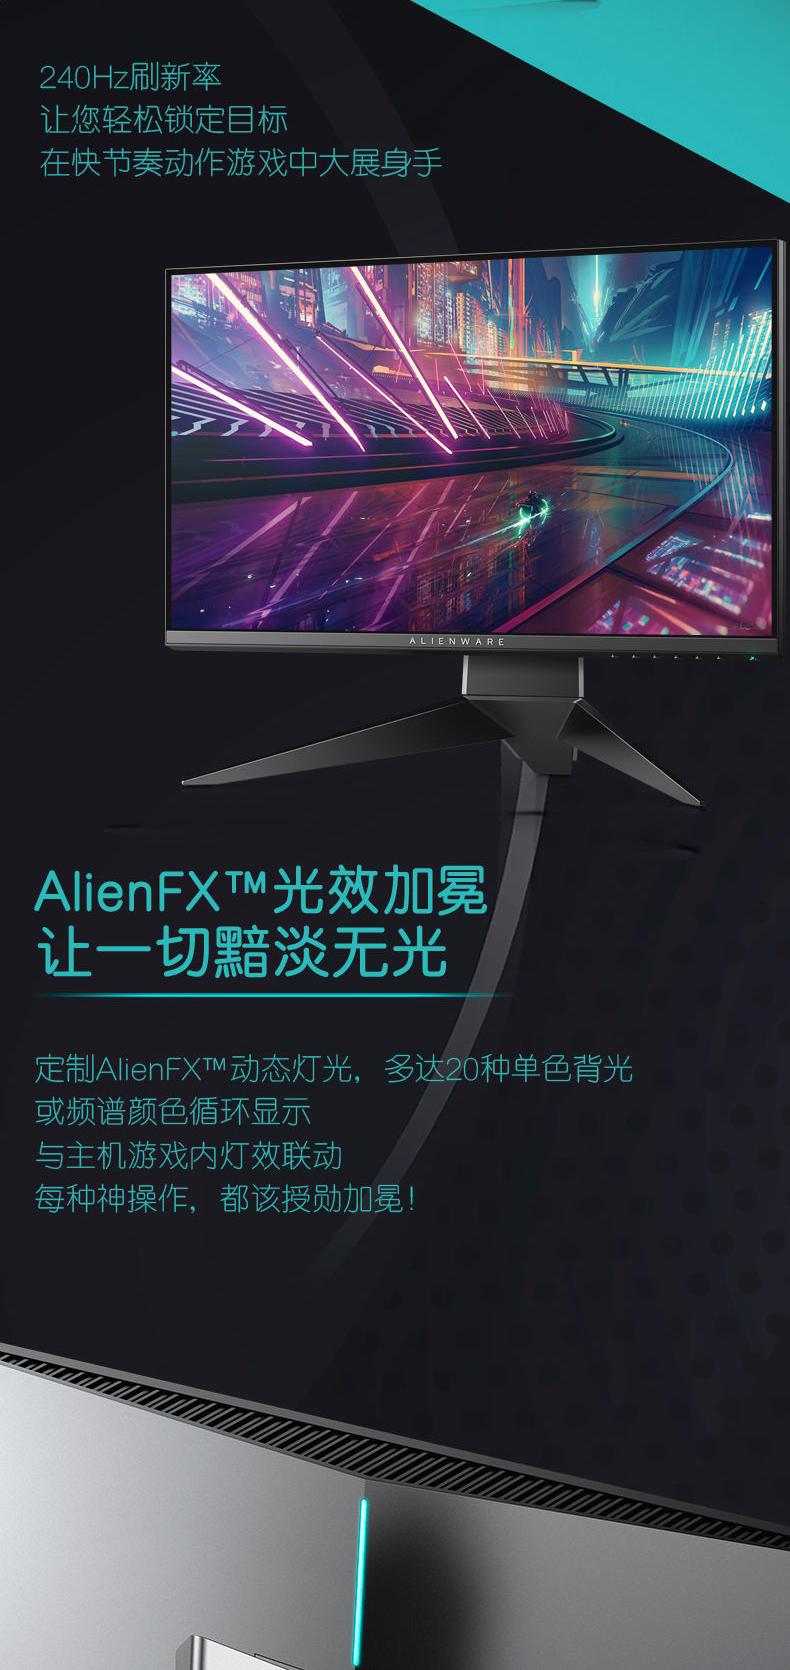 240Hz刷新率
让您轻松锁定目标
在快节奏动作游戏中大展身手
ALIENWARE
AlienFX™光效加冕
让一切黯淡无光
定制AlienFX™动态灯光，多达20种单色背光
或频谱颜色循环显示
与主机游戏内灯效联动
每种神操作，都该授勋加冕！